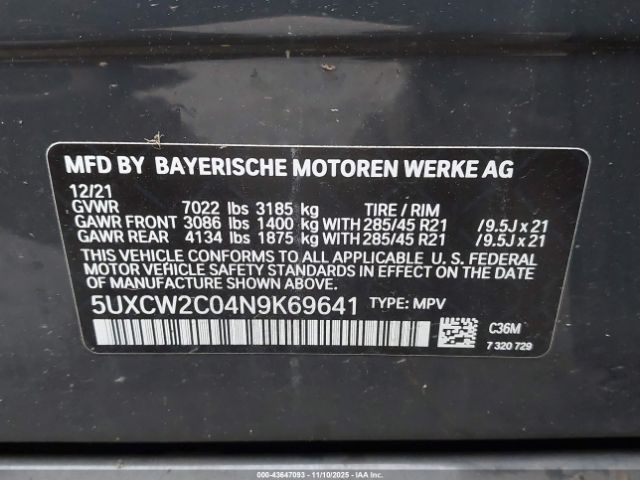 MFD BY BAYERISCHE MOTOREN WERKE AG
12/21
GVWR 7022 lbs 3185 kg TIRE / RIM
GAWR FRONT 3086 lbs 1400 kg WITH 285/45 R21 /9.5J x 21
GAWR REAR 4134 lbs 1875 kg WITH 285/45 R21 /9.5J x 21
THIS VEHICLE CONFORMS TO ALL APPLICABLE U. S. FEDERAL
MOTOR VEHICLE SAFETY STANDARDS IN EFFECT ON THE DATE
OF MANUFACTURE SHOWN ABOVE.
5UXCW2C04N9K69641 TYPE: MPV
C36M
7 320 729
000-43647093 - 11/10/2025 - IAAI.COM